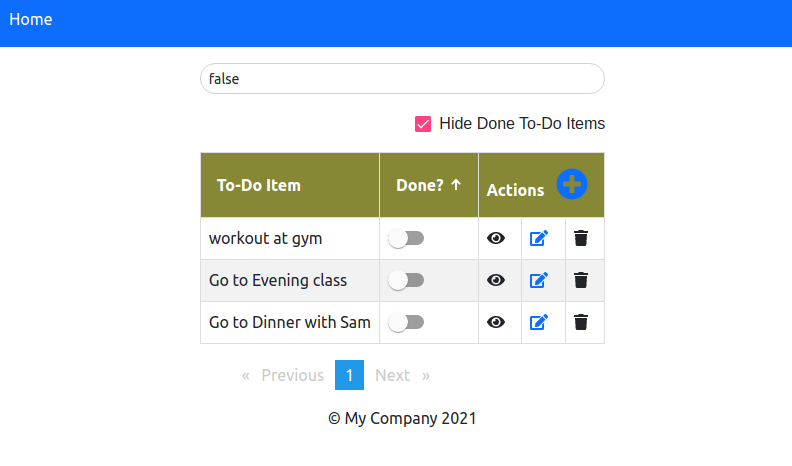 Home
false
Hide Done To-Do Items
To-Do Item Done? ↑ Actions
workout at gym
Go to Evening class
Go to Dinner with Sam
« Previous 1 Next »
© My Company 2021